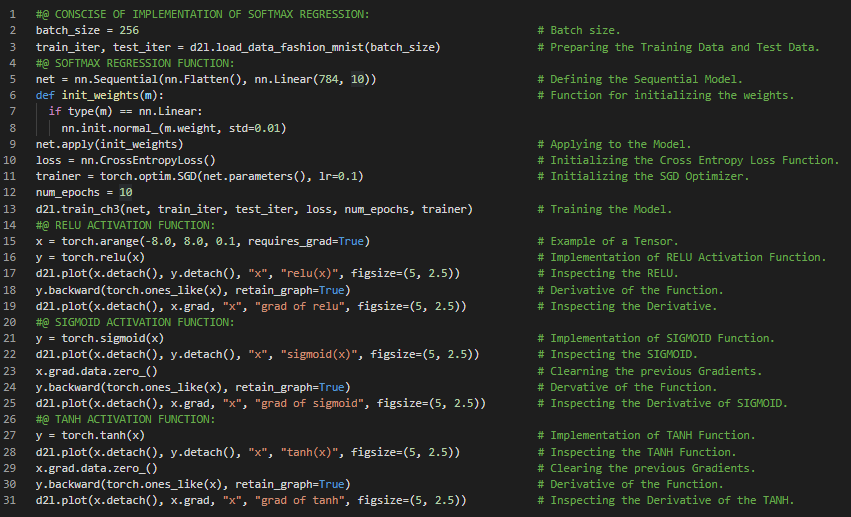 1 #@ CONSCISE OF IMPLEMENTATION OF SOFTMAX REGRESSION:
2 batch_size = 256 # Batch size.
3 train_iter, test_iter = d2l.load_data_fashion_mnist(batch_size) # Preparing the Training Data and Test Data.
4 #@ SOFTMAX REGRESSION FUNCTION:
5 net = nn.Sequential(nn.Flatten(), nn.Linear(784, 10)) # Defining the Sequential Model.
6 def init_weights(m): # Function for initializing the weights.
7 if type(m) == nn.Linear:
8 nn.init.normal_(m.weight, std=0.01)
9 net.apply(init_weights) # Applying to the Model.
10 loss = nn.CrossEntropyLoss() # Initializing the Cross Entropy Loss Function.
11 trainer = torch.optim.SGD(net.parameters(), lr=0.1) # Initializing the SGD Optimizer.
12 num_epochs = 10
13 d2l.train_ch3(net, train_iter, test_iter, loss, num_epochs, trainer) # Training the Model.
14 #@ RELU ACTIVATION FUNCTION:
15 x = torch.arange(-8.0, 8.0, 0.1, requires_grad=True) # Example of a Tensor.
16 y = torch.relu(x) # Implementation of RELU Activation Function.
17 d2l.plot(x.detach(), y.detach(), "x", "relu(x)", figsize=(5, 2.5)) # Inspecting the RELU.
18 y.backward(torch.ones_like(x), retain_graph=True) # Derivative of the Function.
19 d2l.plot(x.detach(), x.grad, "x", "grad of relu", figsize=(5, 2.5)) # Inspecting the Derivative.
20 #@ SIGMOID ACTIVATION FUNCTION:
21 y = torch.sigmoid(x) # Implementation of SIGMOID Function.
22 d2l.plot(x.detach(), y.detach(), "x", "sigmoid(x)", figsize=(5, 2.5)) # Inspecting the SIGMOID.
23 x.grad.data.zero_() # Clearning the previous Gradients.
24 y.backward(torch.ones_like(x), retain_graph=True) # Dervative of the Function.
25 d2l.plot(x.detach(), x.grad, "x", "grad of sigmoid", figsize=(5, 2.5)) # Inspecting the Derivative of SIGMOID.
26 #@ TANH ACTIVATION FUNCTION:
27 y = torch.tanh(x) # Implementation of TANH Function.
28 d2l.plot(x.detach(), y.detach(), "x", "tanh(x)", figsize=(5, 2.5)) # Inspecting the TANH Function.
29 x.grad.data.zero_() # Clearing the previous Gradients.
30 y.backward(torch.ones_like(x), retain_graph=True) # Derivative of the Function.
31 d2l.plot(x.detach(), x.grad, "x", "grad of tanh", figsize=(5, 2.5)) # Inspecting the Derivative of the TANH.